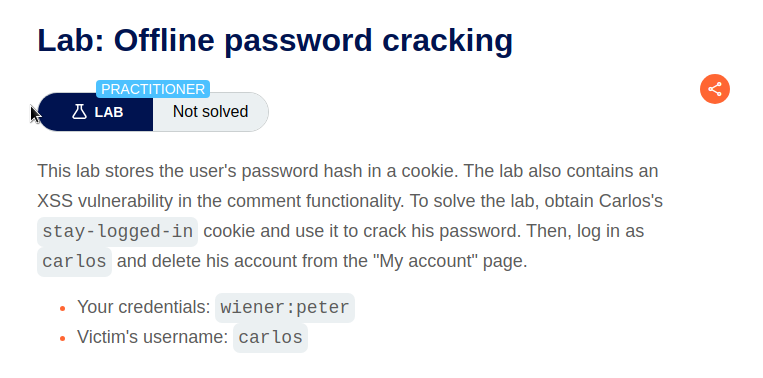 Lab: Offline password cracking
PRACTITIONER
LAB Not solved
This lab stores the user's password hash in a cookie. The lab also contains an
XSS vulnerability in the comment functionality. To solve the lab, obtain Carlos's
stay-logged-in cookie and use it to crack his password. Then, log in as
carlos and delete his account from the "My account" page.
Your credentials: wiener:peter
Victim's username: carlos